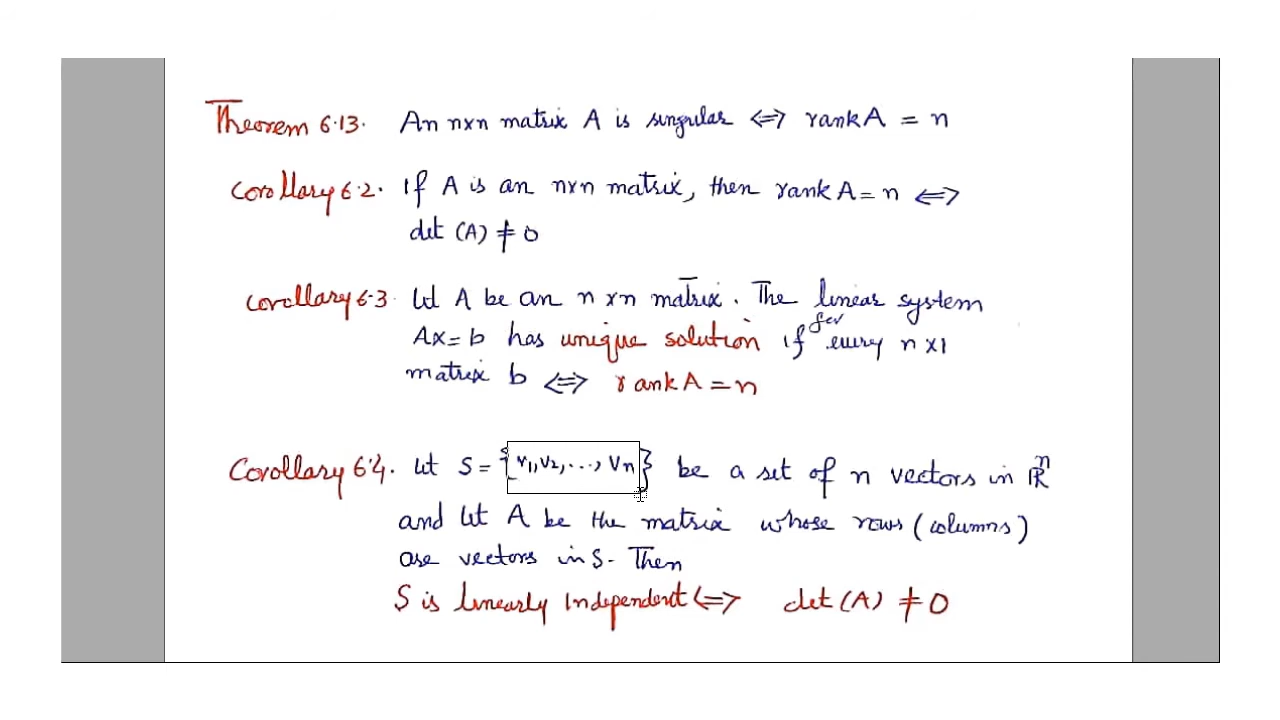 Theorem 6.13. An nxn matrix A is singular ⟺ rank A = n
Corollary 6.2. If A is an nxn matrix, then rank A = n ⟺
det (A) ≠ 0
Corollary 6.3. Let A be an n x n matrix. The linear system
Ax = b has unique solution if for every n x 1
matrix b ⟺ rank A = n
Corollary 6.4. Let S = {v1, v2, ..., vn} be a set of n vectors in ℝⁿ
and let A be the matrix whose rows (columns)
are vectors in S. Then
S is linearly independent ⟺ det (A) ≠ 0